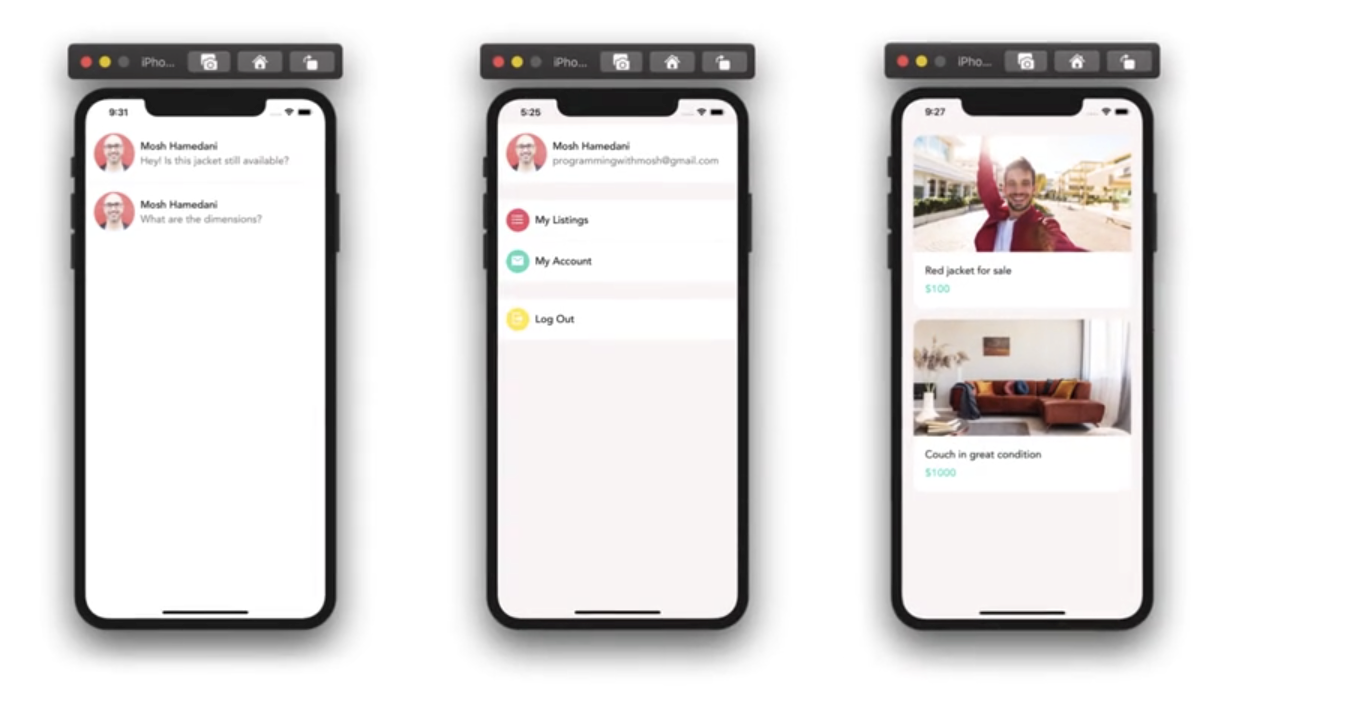 iPho...
9:31
Mosh Hamedani
Hey! Is this jacket still available?
Mosh Hamedani
What are the dimensions?
iPho...
5:25
Mosh Hamedani
programmingwithmosh@gmail.com
My Listings
My Account
Log Out
iPho...
9:27
Red jacket for sale
$100
Couch in great condition
$1000